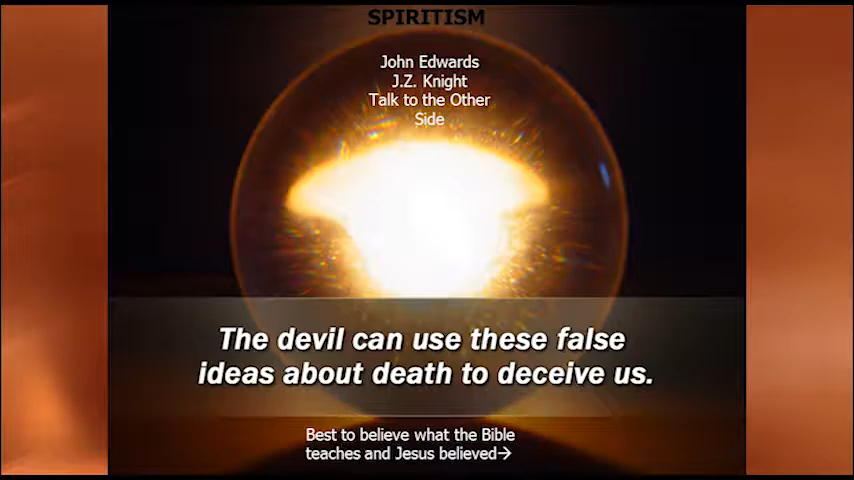 SPIRITISM
John Edwards
J.Z. Knight
Talk to the Other
Side
The devil can use these false
ideas about death to deceive us.
Best to believe what the Bible
teaches and Jesus believed→